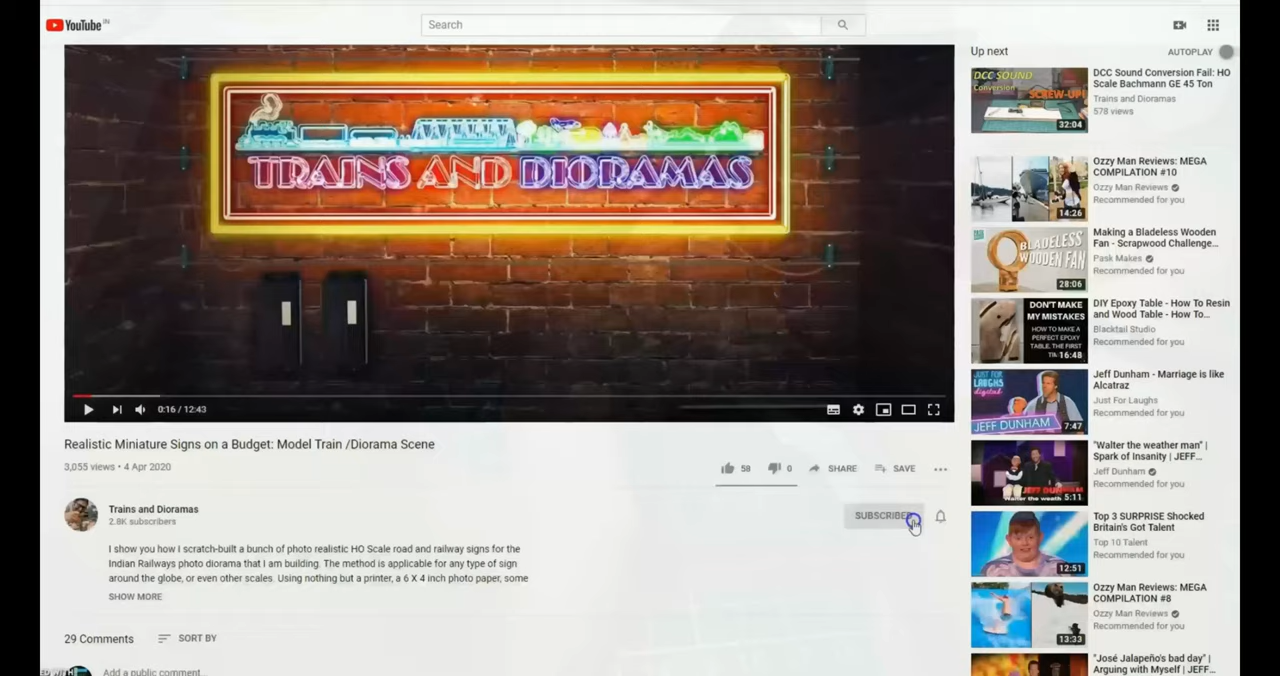 YouTube IN
Search
TRAINS AND DIORAMAS
0:16 / 12:43
Realistic Miniature Signs on a Budget: Model Train /Diorama Scene
3,055 views • 4 Apr 2020
58
0
SHARE
SAVE
Trains and Dioramas
2.8K subscribers
SUBSCRIBED
I show you how I scratch-built a bunch of photo realistic HO Scale road and railway signs for the
Indian Railways photo diorama that I am building. The method is applicable for any type of sign
around the globe, or even other scales. Using nothing but a printer, a 6 X 4 inch photo paper, some
SHOW MORE
29 Comments
SORT BY
Add a public comment...
Up next
AUTOPLAY
DCC SOUND
Conversion
SCREW-UP!
32:04
DCC Sound Conversion Fail: HO
Scale Bachmann GE 45 Ton
Trains and Dioramas
578 views
14:26
Ozzy Man Reviews: MEGA
COMPILATION #10
Ozzy Man Reviews
Recommended for you
BLADELESS
WOODEN
FAN
28:06
Making a Bladeless Wooden
Fan - Scrapwood Challenge...
Pask Makes
Recommended for you
DON'T MAKE
MY MISTAKES
HOW TO MAKE A
PERFECT EPOXY
TABLE. THE FIRST
16:48
DIY Epoxy Table - How To Resin
and Wood Table - How To...
Blacktail Studio
Recommended for you
JUST FOR
LAUGHS
digital
JEFF DUNHAM
7:47
Jeff Dunham - Marriage is like
Alcatraz
Just For Laughs
Recommended for you
5:11
"Walter the weather man" |
Spark of Insanity | JEFF...
Jeff Dunham
Recommended for you
12:51
Top 3 SURPRISE Shocked
Britain's Got Talent
Top 10 Talent
Recommended for you
13:33
Ozzy Man Reviews: MEGA
COMPILATION #8
Ozzy Man Reviews
Recommended for you
"José Jalapeño's bad day" |
Arguing with Myself | JEFF...